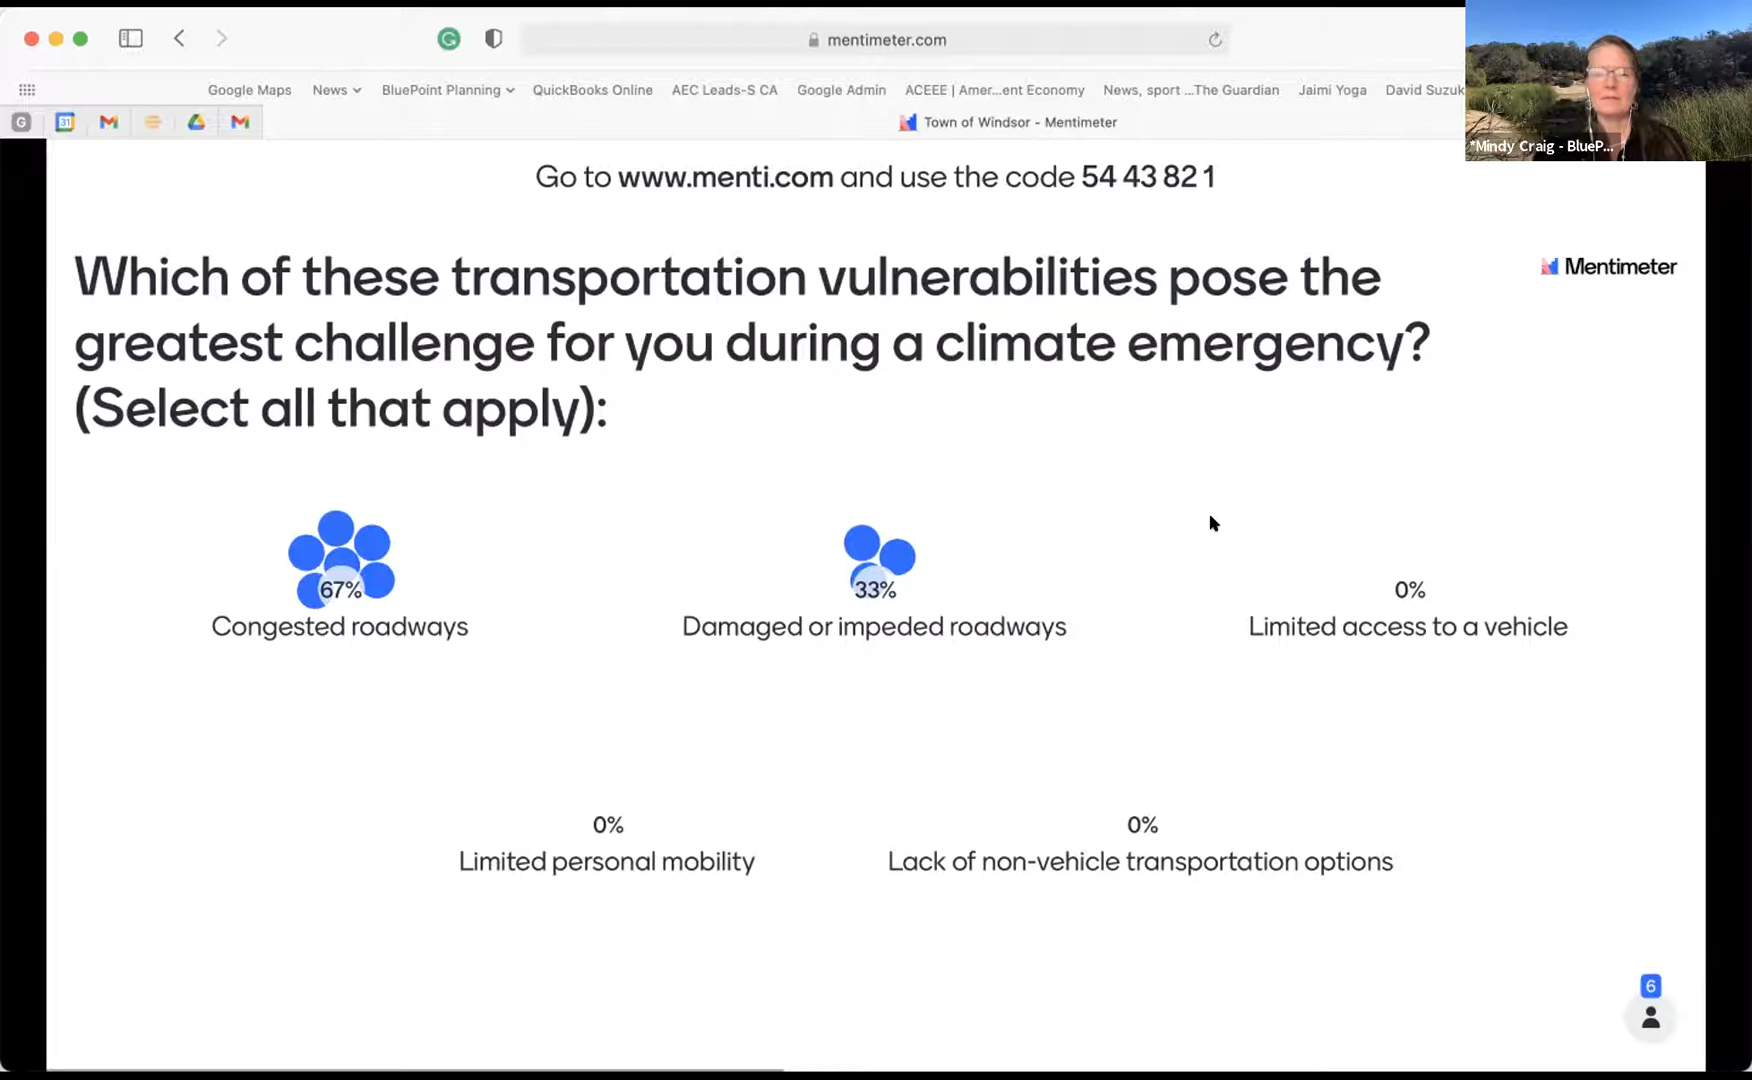 mentimeter.com
Google Maps News BluePoint Planning QuickBooks Online AEC Leads-S CA Google Admin ACEEE | Amer...ent Economy News, sport ...The Guardian Jaimi Yoga David Suzuk
G 31 Town of Windsor - Mentimeter
*Mindy Craig - BlueP...
Go to www.menti.com and use the code 54 43 82 1
Mentimeter
Which of these transportation vulnerabilities pose the
greatest challenge for you during a climate emergency?
(Select all that apply):
67%
Congested roadways
33%
Damaged or impeded roadways
0%
Limited access to a vehicle
0%
Limited personal mobility
0%
Lack of non-vehicle transportation options
6